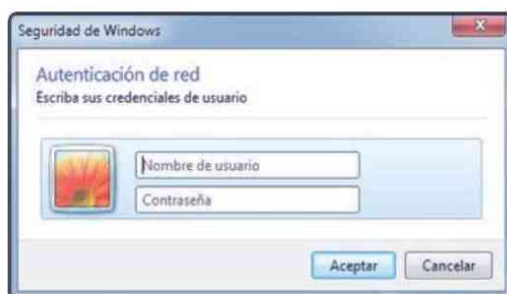 Seguridad de Windows
Autenticación de red
Escriba sus credenciales de usuario
Nombre de usuario
Contraseña
Aceptar
Cancelar